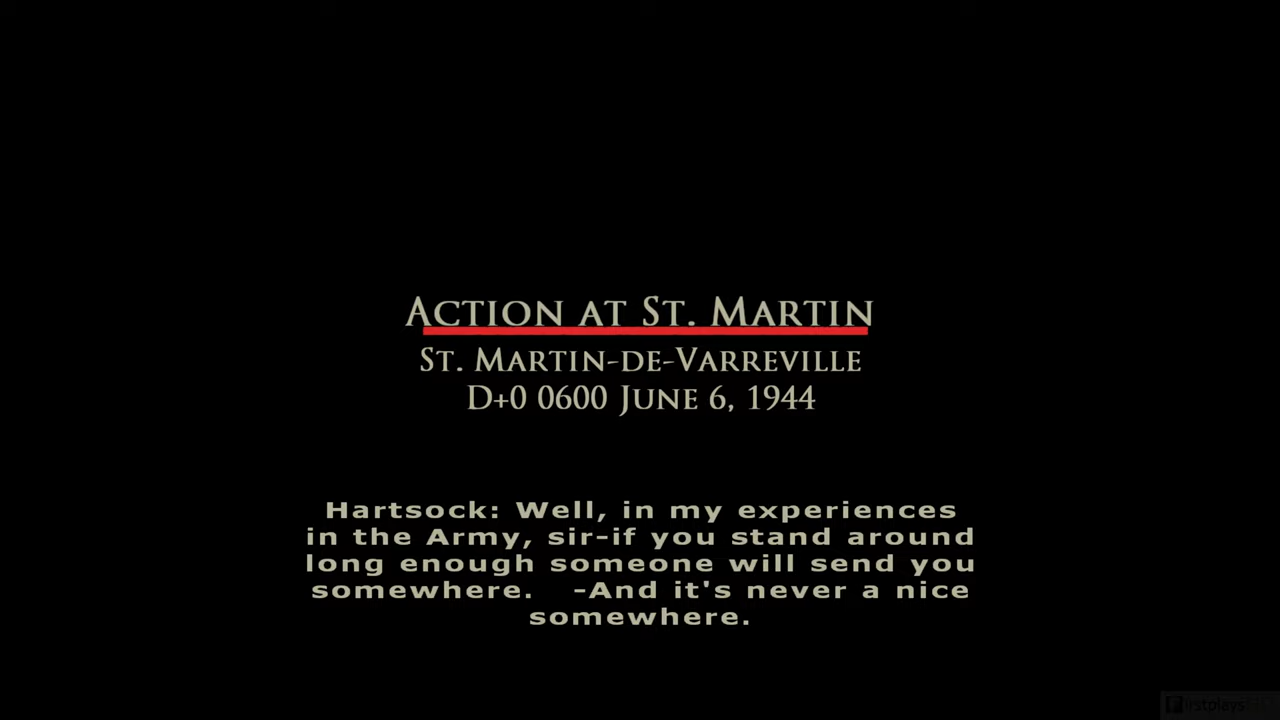 Action at St. Martin
St. Martin-de-Varreville
D+0 0600 June 6, 1944
Hartsock: Well, in my experiences
in the Army, sir-if you stand around
long enough someone will send you
somewhere.   -And it's never a nice
somewhere.